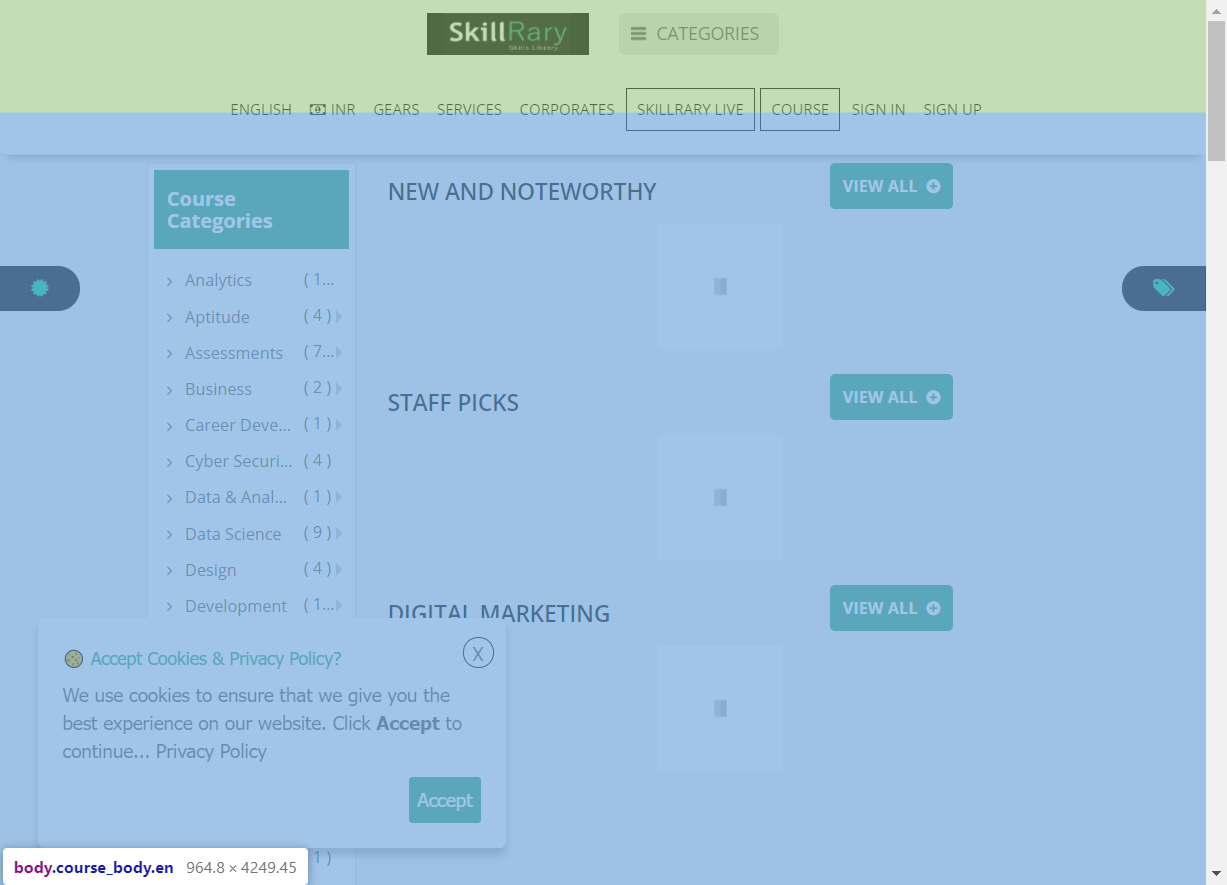 SkillRary
Skills Library
CATEGORIES
ENGLISH INR GEARS SERVICES CORPORATES SKILLRARY LIVE COURSE SIGN IN SIGN UP
Course
Categories
Analytics ( 1...
Aptitude ( 4 )
Assessments ( 7...
Business ( 2 )
Career Deve... ( 1 )
Cyber Securi... ( 4 )
Data & Anal... ( 1 )
Data Science ( 9 )
Design ( 4 )
Development ( 1...
NEW AND NOTEWORTHY VIEW ALL
STAFF PICKS VIEW ALL
DIGITAL MARKETING VIEW ALL
Accept Cookies & Privacy Policy? X
We use cookies to ensure that we give you the
best experience on our website. Click Accept to
continue... Privacy Policy
Accept
1 )
body.course_body.en 964.8 × 4249.45